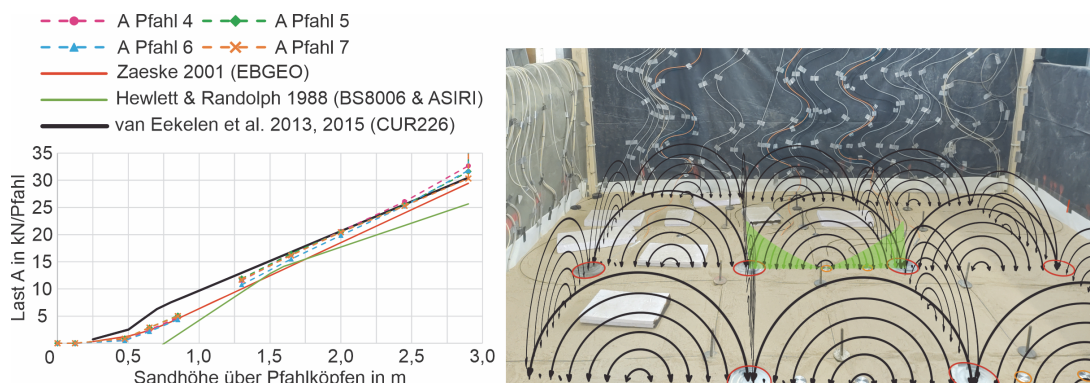 A Pfahl 4 A Pfahl 5
A Pfahl 6 A Pfahl 7
Zaeske 2001 (EBGEO)
Hewlett & Randolph 1988 (BS8006 & ASIRI)
van Eekelen et al. 2013, 2015 (CUR226)
Last A in kN/Pfahl
35
30
25
20
15
10
5
0 0,5 1,0 1,5 2,0 2,5 3,0
Sandhöhe über Pfahlköpfen in m